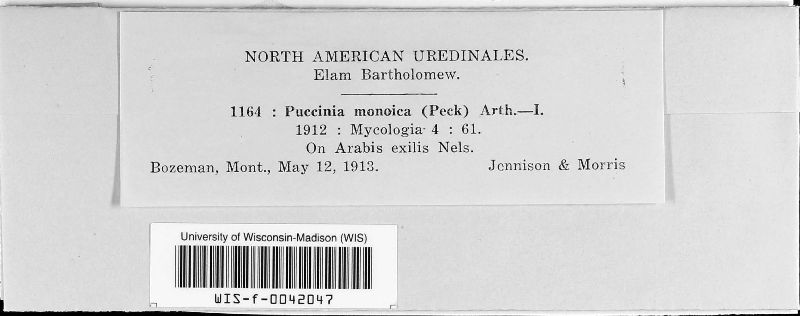 NORTH AMERICAN UREDINALES.
Elam Bartholomew.
1164 : Puccinia monoica (Peck) Arth.—I.
1912 : Mycologia 4 : 61.
On Arabis exilis Nels.
Bozeman, Mont., May 12, 1913. Jennison & Morris
University of Wisconsin-Madison (WIS)
WIS-f-0042047